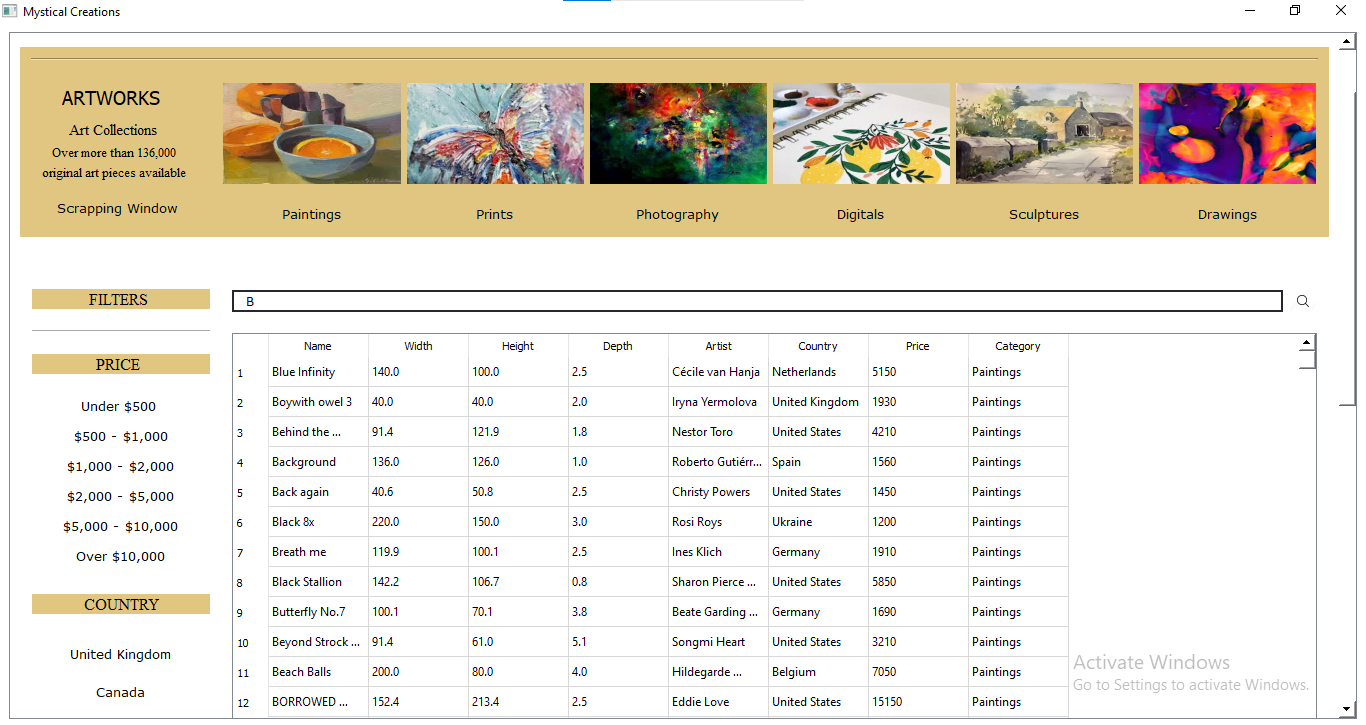 Mystical Creations
ARTWORKS
Art Collections
Over more than 136,000
original art pieces available
Scrapping Window
Paintings Prints Photography Digitals Sculptures Drawings
FILTERS
B
PRICE
Under $500
$500 - $1,000
$1,000 - $2,000
$2,000 - $5,000
$5,000 - $10,000
Over $10,000
COUNTRY
United Kingdom
Canada
Name Width Height Depth Artist Country Price Category
1 Blue Infinity 140.0 100.0 2.5 Cécile van Hanja Netherlands 5150 Paintings
2 Boywith owel 3 40.0 40.0 2.0 Iryna Yermolova United Kingdom 1930 Paintings
3 Behind the ... 91.4 121.9 1.8 Nestor Toro United States 4210 Paintings
4 Background 136.0 126.0 1.0 Roberto Gutiérr... Spain 1560 Paintings
5 Back again 40.6 50.8 2.5 Christy Powers United States 1450 Paintings
6 Black 8x 220.0 150.0 3.0 Rosi Roys Ukraine 1200 Paintings
7 Breath me 119.9 100.1 2.5 Ines Klich Germany 1910 Paintings
8 Black Stallion 142.2 106.7 0.8 Sharon Pierce ... United States 5850 Paintings
9 Butterfly No.7 100.1 70.1 3.8 Beate Garding ... Germany 1690 Paintings
10 Beyond Strock ... 91.4 61.0 5.1 Songmi Heart United States 3210 Paintings
11 Beach Balls 200.0 80.0 4.0 Hildegarde ... Belgium 7050 Paintings
12 BORROWED ... 152.4 213.4 2.5 Eddie Love United States 15150 Paintings
Activate Windows
Go to Settings to activate Windows.